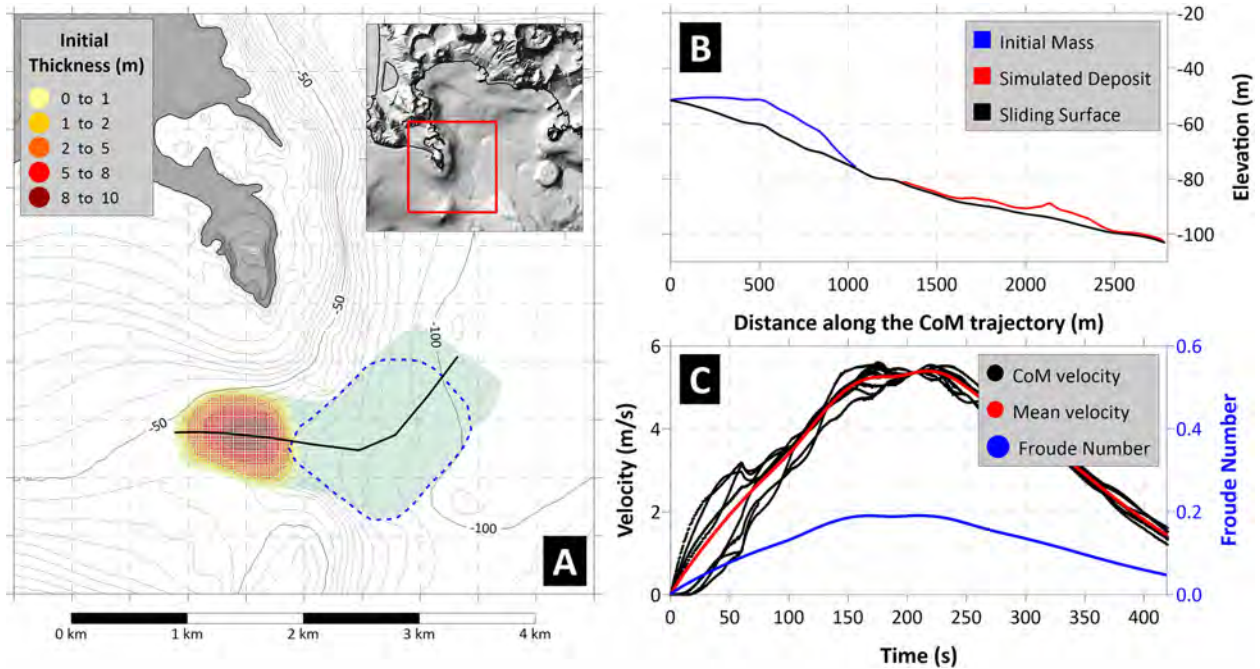 Initial
Thickness (m)
0 to 1
1 to 2
2 to 5
5 to 8
8 to 10
-50
-50
-100
-50
-100
A
0 km
1 km
2 km
3 km
4 km
B
Initial Mass
Simulated Deposit
Sliding Surface
-20
-40
-60
-80
-100
Elevation (m)
0
500
1000
1500
2000
2500
Distance along the CoM trajectory (m)
C
CoM velocity
Mean velocity
Froude Number
6
4
2
0
Velocity (m/s)
0.6
0.4
0.2
0.0
Froude Number
0
50
100
150
200
250
300
350
400
Time (s)